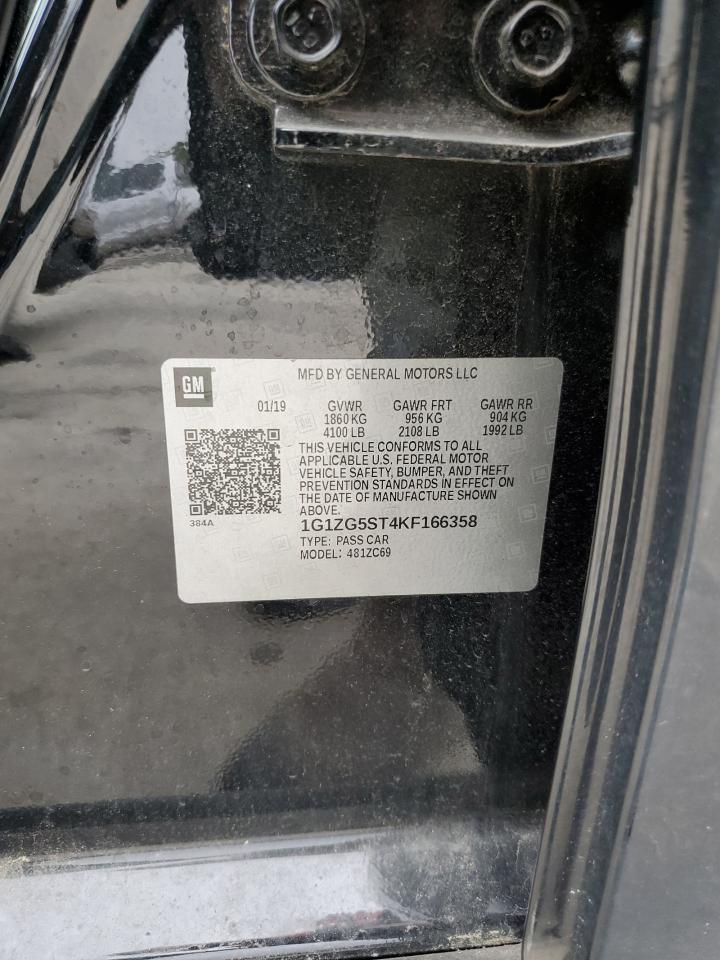 GM
MFD BY GENERAL MOTORS LLC
01/19 GVWR GAWR FRT GAWR RR
1860 KG 956 KG 904 KG
4100 LB 2108 LB 1992 LB
THIS VEHICLE CONFORMS TO ALL
APPLICABLE U.S. FEDERAL MOTOR
VEHICLE SAFETY, BUMPER, AND THEFT
PREVENTION STANDARDS IN EFFECT ON
THE DATE OF MANUFACTURE SHOWN
ABOVE.
384A
1G1ZG5ST4KF166358
TYPE: PASS CAR
MODEL: 481ZC69